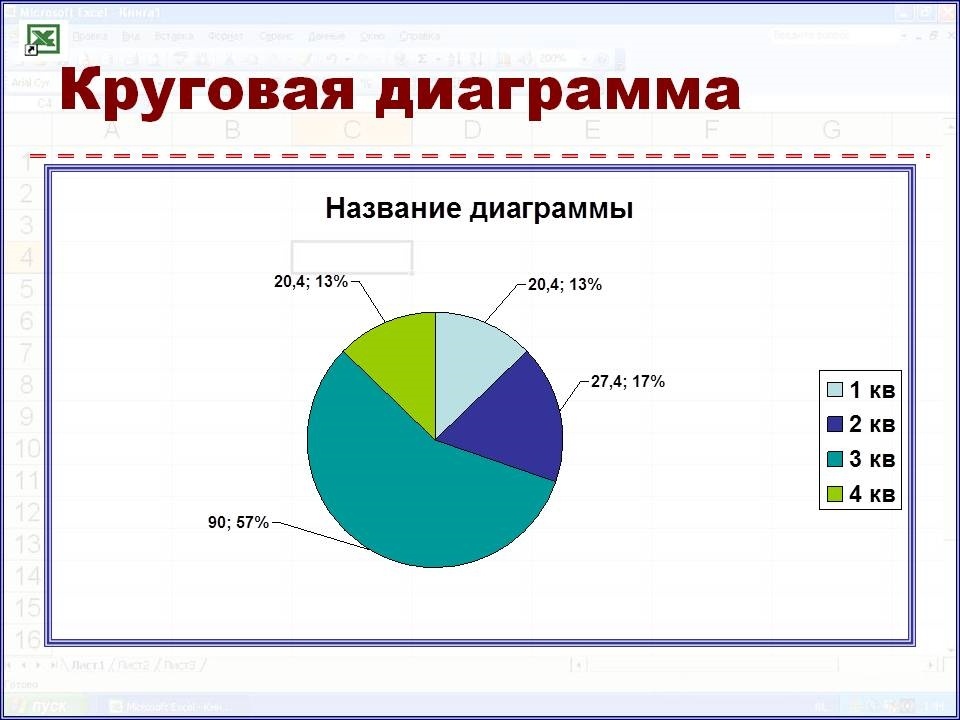 Microsoft Excel - Книга1
Правка Вид Вставка Формат Сервис Данные Окно Справка
Введите вопрос
200%
Arial Cyr
Круговая диаграмма
C4
A B C D E F G
1
2
Название диаграммы
3
4
20,4; 13%
20,4; 13%
5
6
7
27,4; 17%
8
1 кв
9
2 кв
10
3 кв
11
4 кв
12
90; 57%
13
14
15
16
Лист1 Лист2 Лист3
Готово
пуск
Microsoft Excel - Кни...